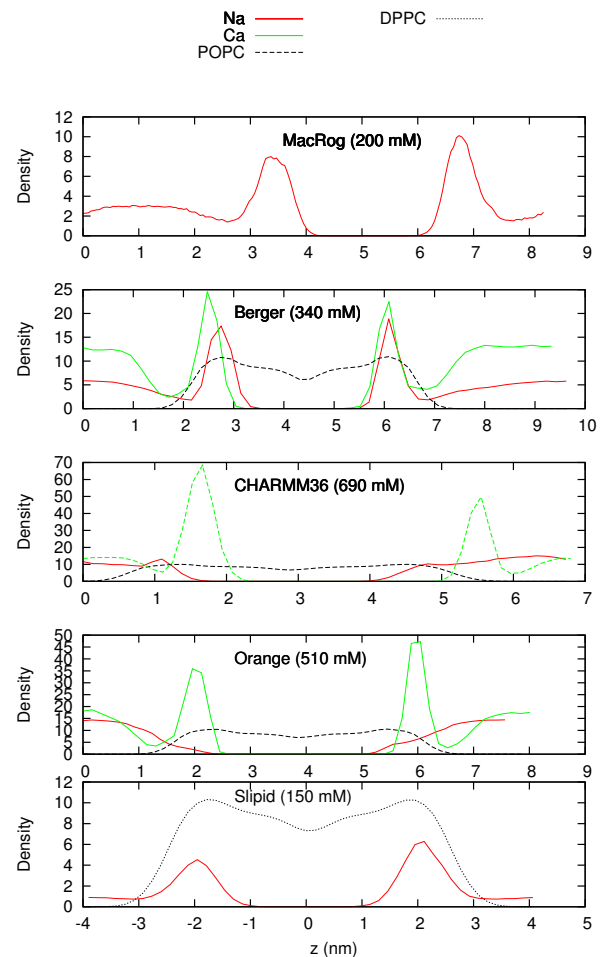 Na DPPC
Ca
POPC
12
10
8
6
4
2
0
Density
MacRog (200 mM)
0 1 2 3 4 5 6 7 8 9
25
20
15
10
5
0
Density
Berger (340 mM)
0 1 2 3 4 5 6 7 8 9 10
70
60
50
40
30
20
10
0
Density
CHARMM36 (690 mM)
0 1 2 3 4 5 6 7
50
45
40
35
30
25
20
15
10
5
0
Density
Orange (510 mM)
0 1 2 3 4 5 6 7 8 9
12
10
8
6
4
2
0
Density
Slipid (150 mM)
-4 -3 -2 -1 0 1 2 3 4 5
z (nm)